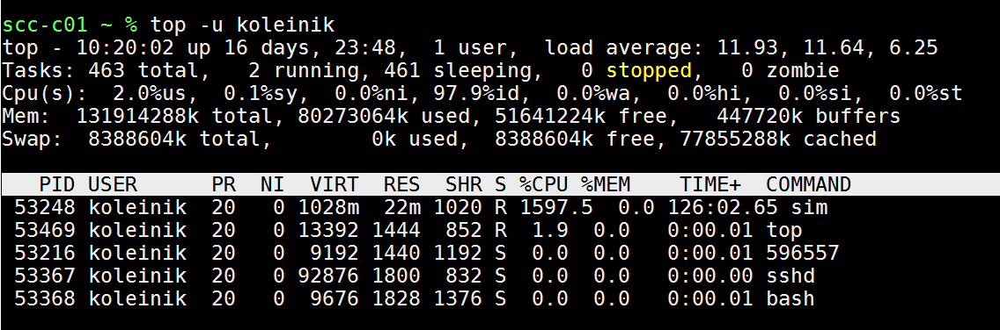 scc-c01 ~ % top -u koleinik
top - 10:20:02 up 16 days, 23:48,  1 user,  load average: 11.93, 11.64, 6.25
Tasks: 463 total,   2 running, 461 sleeping,   0 stopped,   0 zombie
Cpu(s):  2.0%us,  0.1%sy,  0.0%ni, 97.9%id,  0.0%wa,  0.0%hi,  0.0%si,  0.0%st
Mem:  131914288k total, 80273064k used, 51641224k free,   447720k buffers
Swap:  8388604k total,        0k used,  8388604k free, 77855288k cached
   PID USER      PR  NI  VIRT  RES  SHR S %CPU %MEM    TIME+  COMMAND
 53248 koleinik  20   0 1028m  22m 1020 R 1597.5  0.0 126:02.65 sim
 53469 koleinik  20   0 13392 1444  852 R  1.9  0.0   0:00.01 top
 53216 koleinik  20   0  9192 1440 1192 S  0.0  0.0   0:00.01 596557
 53367 koleinik  20   0 92876 1800  832 S  0.0  0.0   0:00.00 sshd
 53368 koleinik  20   0  9676 1828 1376 S  0.0  0.0   0:00.01 bash